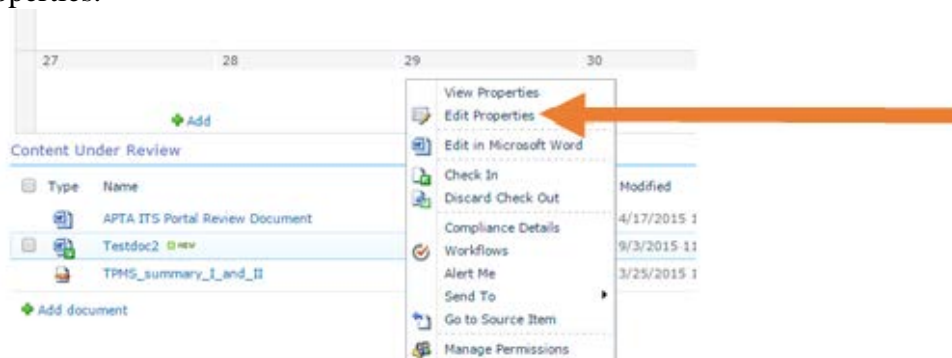 operties.
27 28 29 30
Add
Content Under Review
Type Name Modified
APTA ITS Portal Review Document 4/17/2015 1
Testdoc2 NEW 9/3/2015 11
TPMS_summary_I_and_II 3/25/2015 1
Add document
View Properties
Edit Properties
Edit in Microsoft Word
Check In
Discard Check Out
Compliance Details
Workflows
Alert Me
Send To
Go to Source Item
Manage Permissions